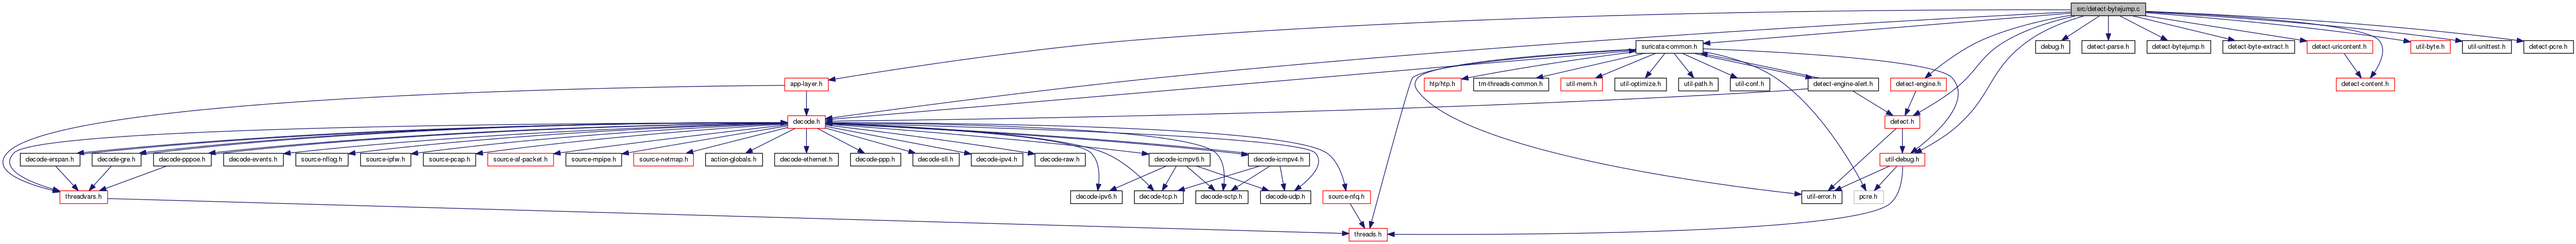 src/detect-bytejump.c
suricata-common.h
debug.h
detect-parse.h
detect-bytejump.h
detect-byte-extract.h
detect-uricontent.h
util-byte.h
util-unittest.h
detect-pcre.h
app-layer.h
htp/htp.h
tm-threads-common.h
util-mem.h
util-optimize.h
util-path.h
util-conf.h
detect-engine-alert.h
detect-engine.h
detect-content.h
decode.h
detect.h
decode-erspan.h
decode-gre.h
decode-pppoe.h
decode-events.h
source-nflog.h
source-ipfw.h
source-pcap.h
source-af-packet.h
source-mpipe.h
source-netmap.h
action-globals.h
decode-ethernet.h
decode-ppp.h
decode-sll.h
decode-ipv4.h
decode-raw.h
decode-icmpv6.h
decode-icmpv4.h
util-debug.h
threadvars.h
decode-ipv6.h
decode-tcp.h
decode-sctp.h
decode-udp.h
source-nfq.h
util-error.h
pcre.h
threads.h